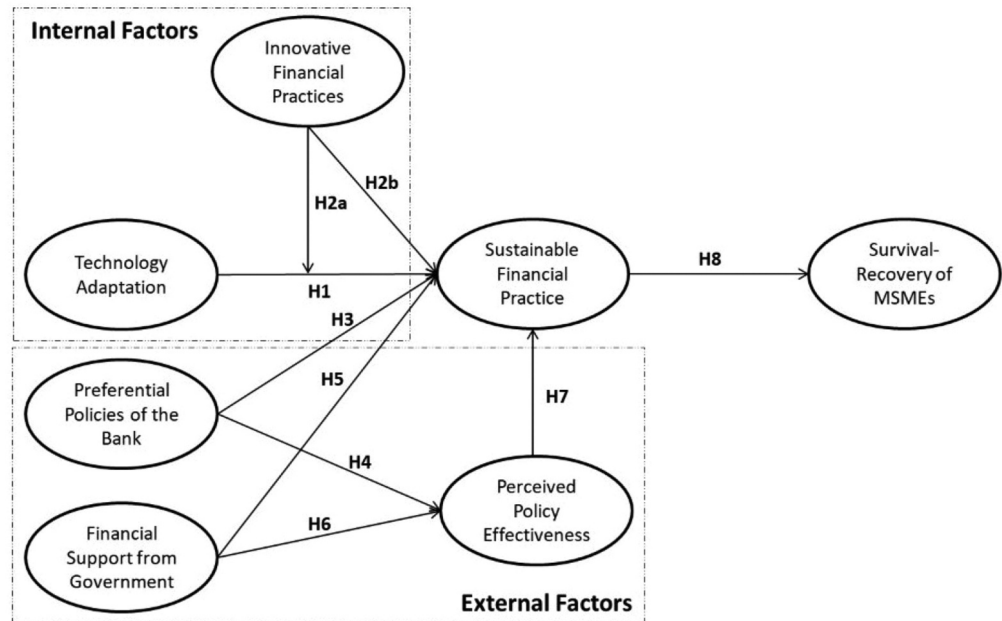 Internal Factors
Innovative
Financial
Practices
H2b
H2a
Technology
Adaptation
H1
Sustainable
Financial
Practice
H8
Survival-
Recovery of
MSMEs
H3
Preferential
Policies of the
Bank
H5
H7
H4
Perceived
Policy
Effectiveness
H6
Financial
Support from
Government
External Factors